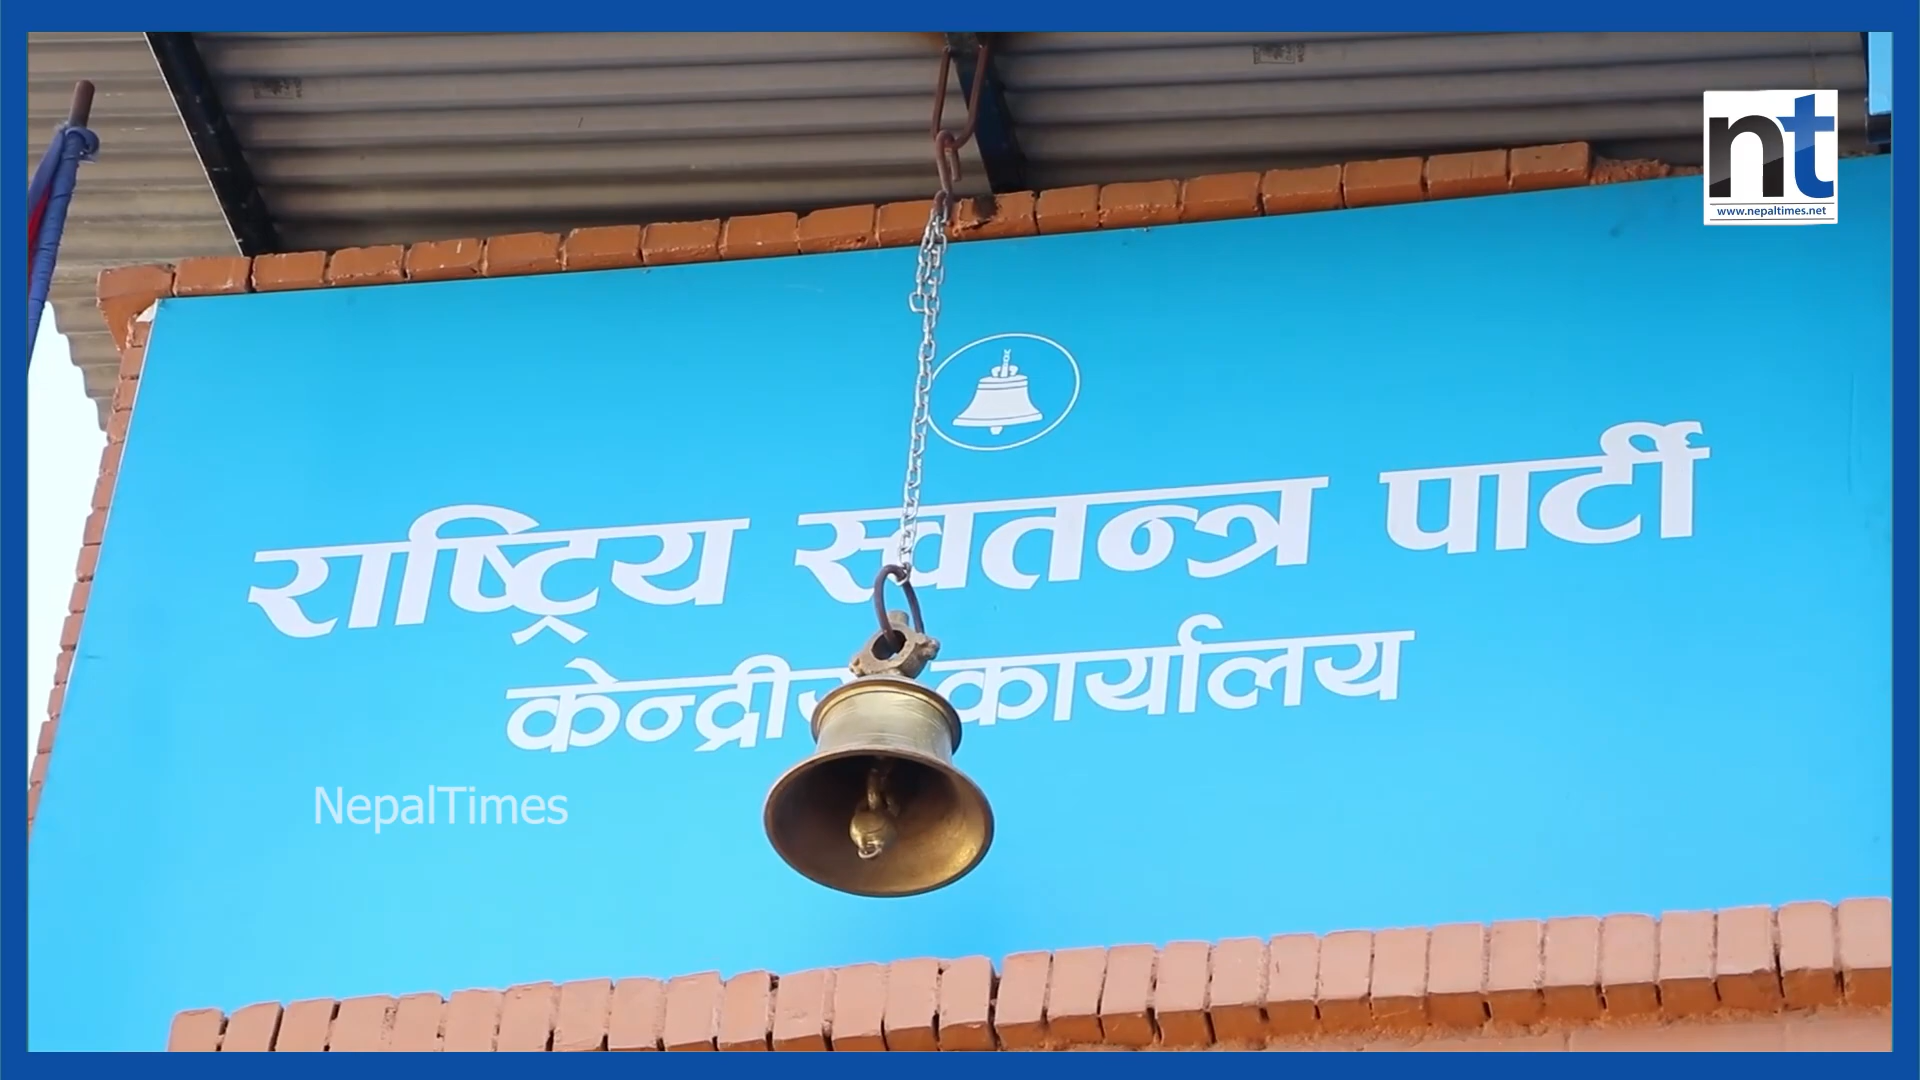 nt
www.nepaltimes.net
राष्ट्रिय स्वतन्त्र पार्टी
केन्द्रीय कार्यालय
NepalTimes